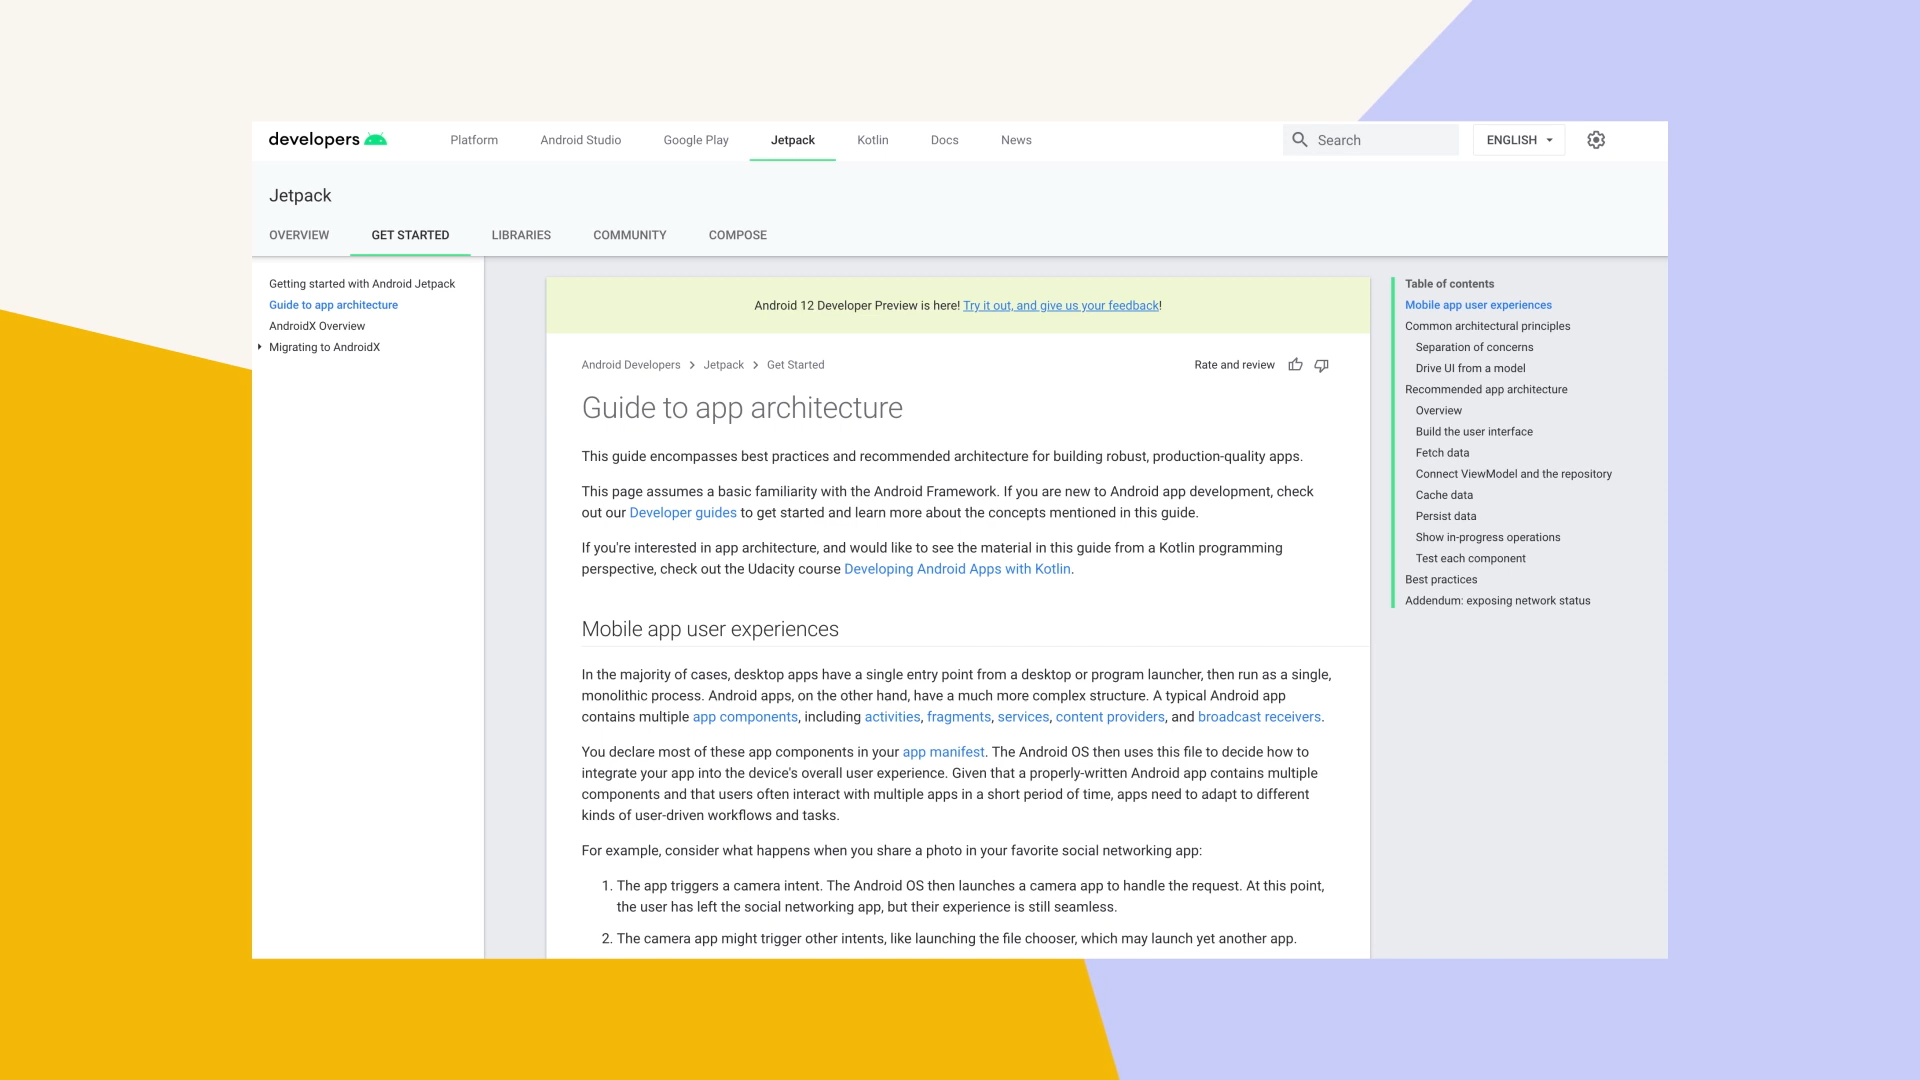 developers
Platform
Android Studio
Google Play
Jetpack
Kotlin
Docs
News
Search
ENGLISH
Jetpack
OVERVIEW
GET STARTED
LIBRARIES
COMMUNITY
COMPOSE
Getting started with Android Jetpack
Guide to app architecture
AndroidX Overview
Migrating to AndroidX
Android 12 Developer Preview is here! Try it out, and give us your feedback!
Android Developers > Jetpack > Get Started
Rate and review
Guide to app architecture
This guide encompasses best practices and recommended architecture for building robust, production-quality apps.
This page assumes a basic familiarity with the Android Framework. If you are new to Android app development, check
out our Developer guides to get started and learn more about the concepts mentioned in this guide.
If you're interested in app architecture, and would like to see the material in this guide from a Kotlin programming
perspective, check out the Udacity course Developing Android Apps with Kotlin.
Mobile app user experiences
In the majority of cases, desktop apps have a single entry point from a desktop or program launcher, then run as a single,
monolithic process. Android apps, on the other hand, have a much more complex structure. A typical Android app
contains multiple app components, including activities, fragments, services, content providers, and broadcast receivers.
You declare most of these app components in your app manifest. The Android OS then uses this file to decide how to
integrate your app into the device's overall user experience. Given that a properly-written Android app contains multiple
components and that users often interact with multiple apps in a short period of time, apps need to adapt to different
kinds of user-driven workflows and tasks.
For example, consider what happens when you share a photo in your favorite social networking app:
1. The app triggers a camera intent. The Android OS then launches a camera app to handle the request. At this point,
the user has left the social networking app, but their experience is still seamless.
2. The camera app might trigger other intents, like launching the file chooser, which may launch yet another app.
Table of contents
Mobile app user experiences
Common architectural principles
Separation of concerns
Drive UI from a model
Recommended app architecture
Overview
Build the user interface
Fetch data
Connect ViewModel and the repository
Cache data
Persist data
Show in-progress operations
Test each component
Best practices
Addendum: exposing network status